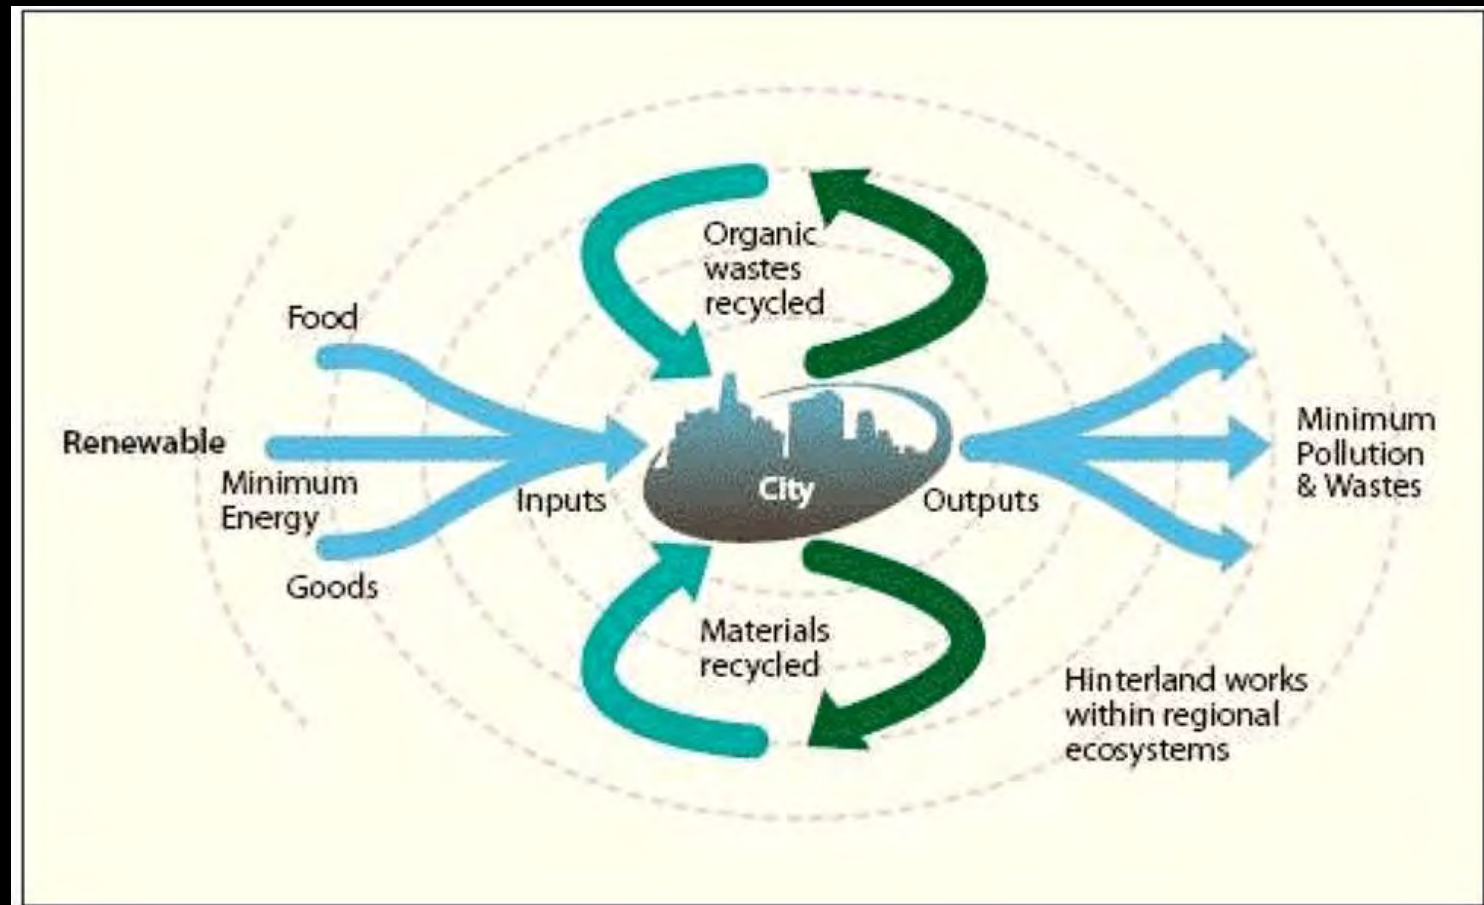 Organic
wastes
recycled
Food
Renewable
Minimum
Energy
Goods
Inputs
City
Outputs
Minimum
Pollution
& Wastes
Materials
recycled
Hinterland works
within regional
ecosystems